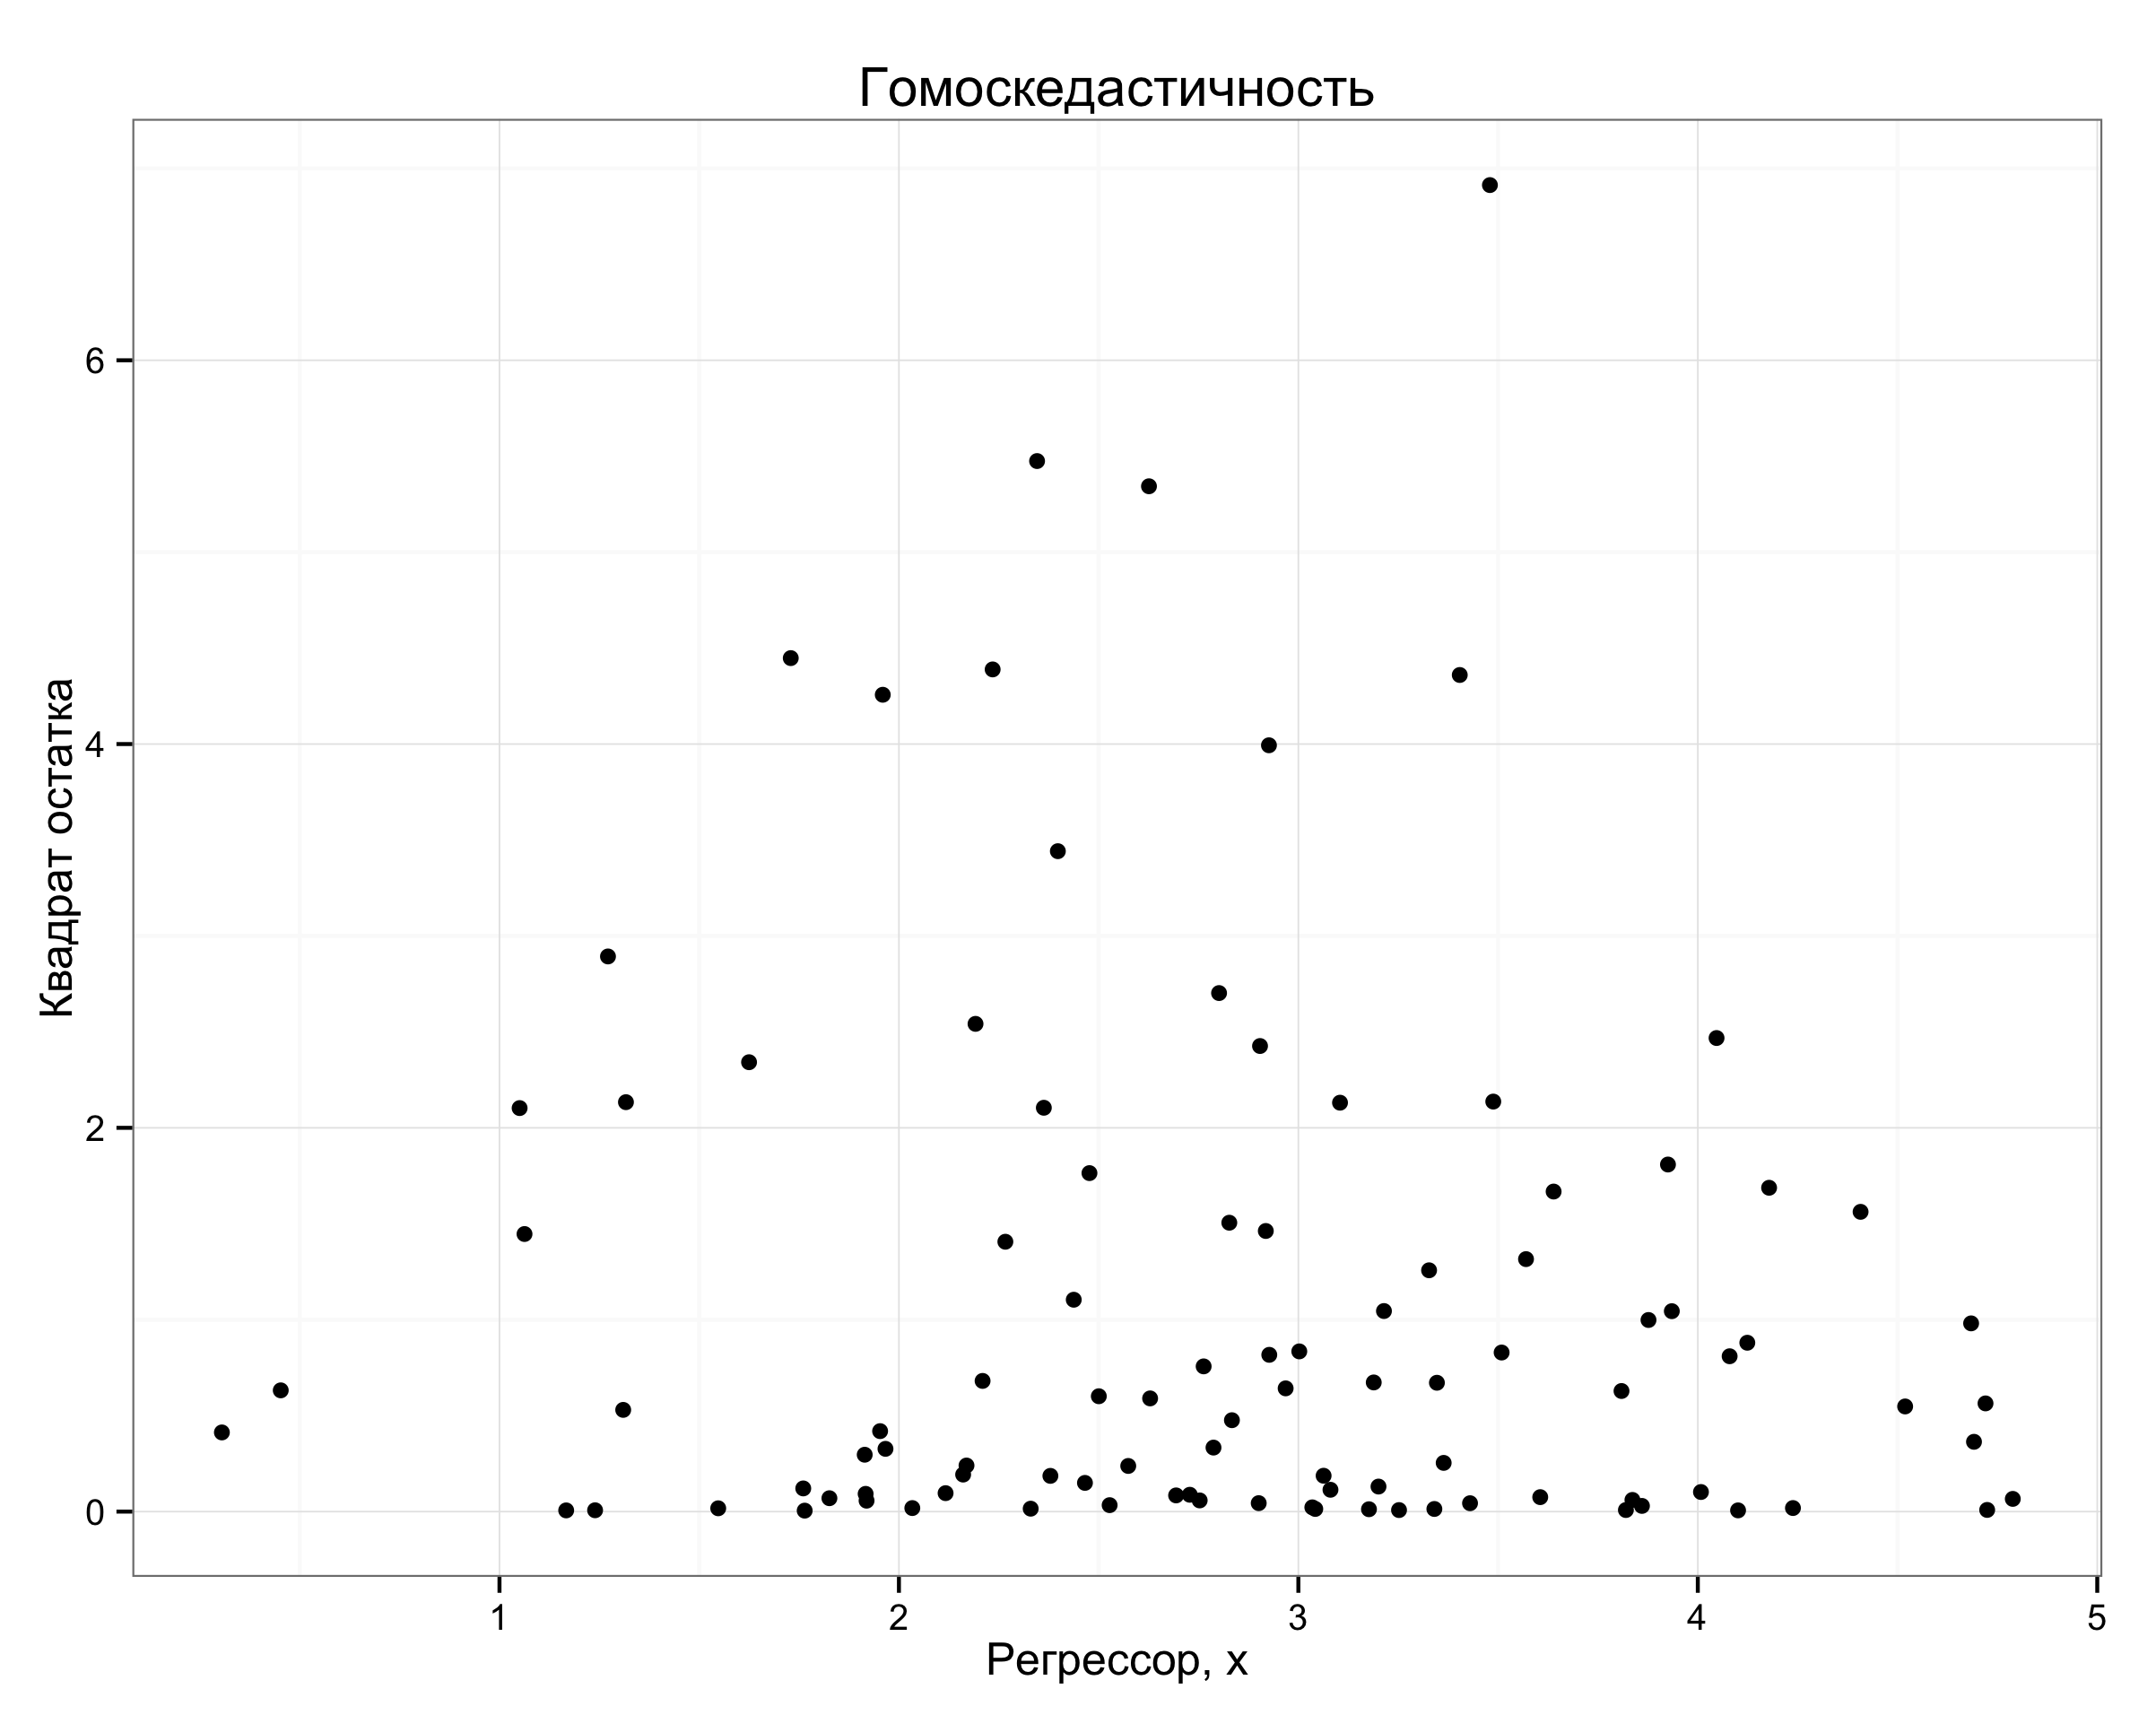 Гомоскедастичность
6
4
2
0
Квадрат остатка
1 2 3 4 5
Регрессор, x